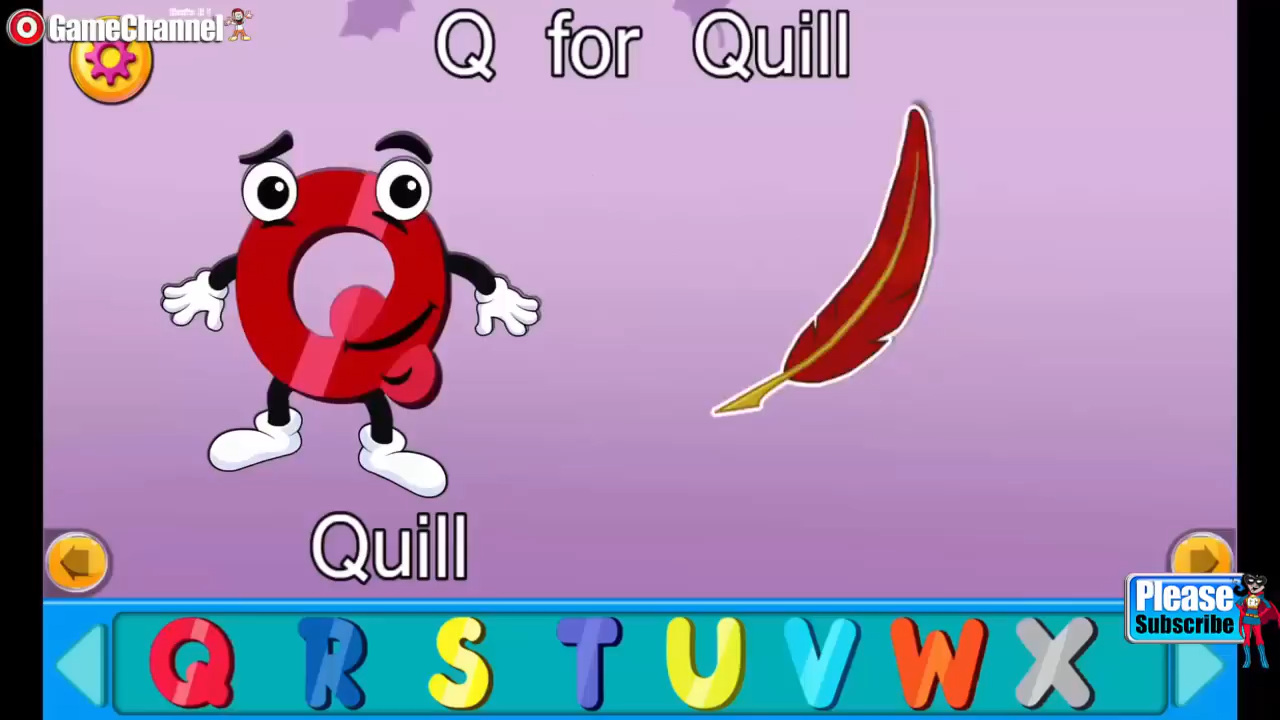 GameChannel
Q for Quill
Quill
Please
Subscribe
Q R S T U V W X